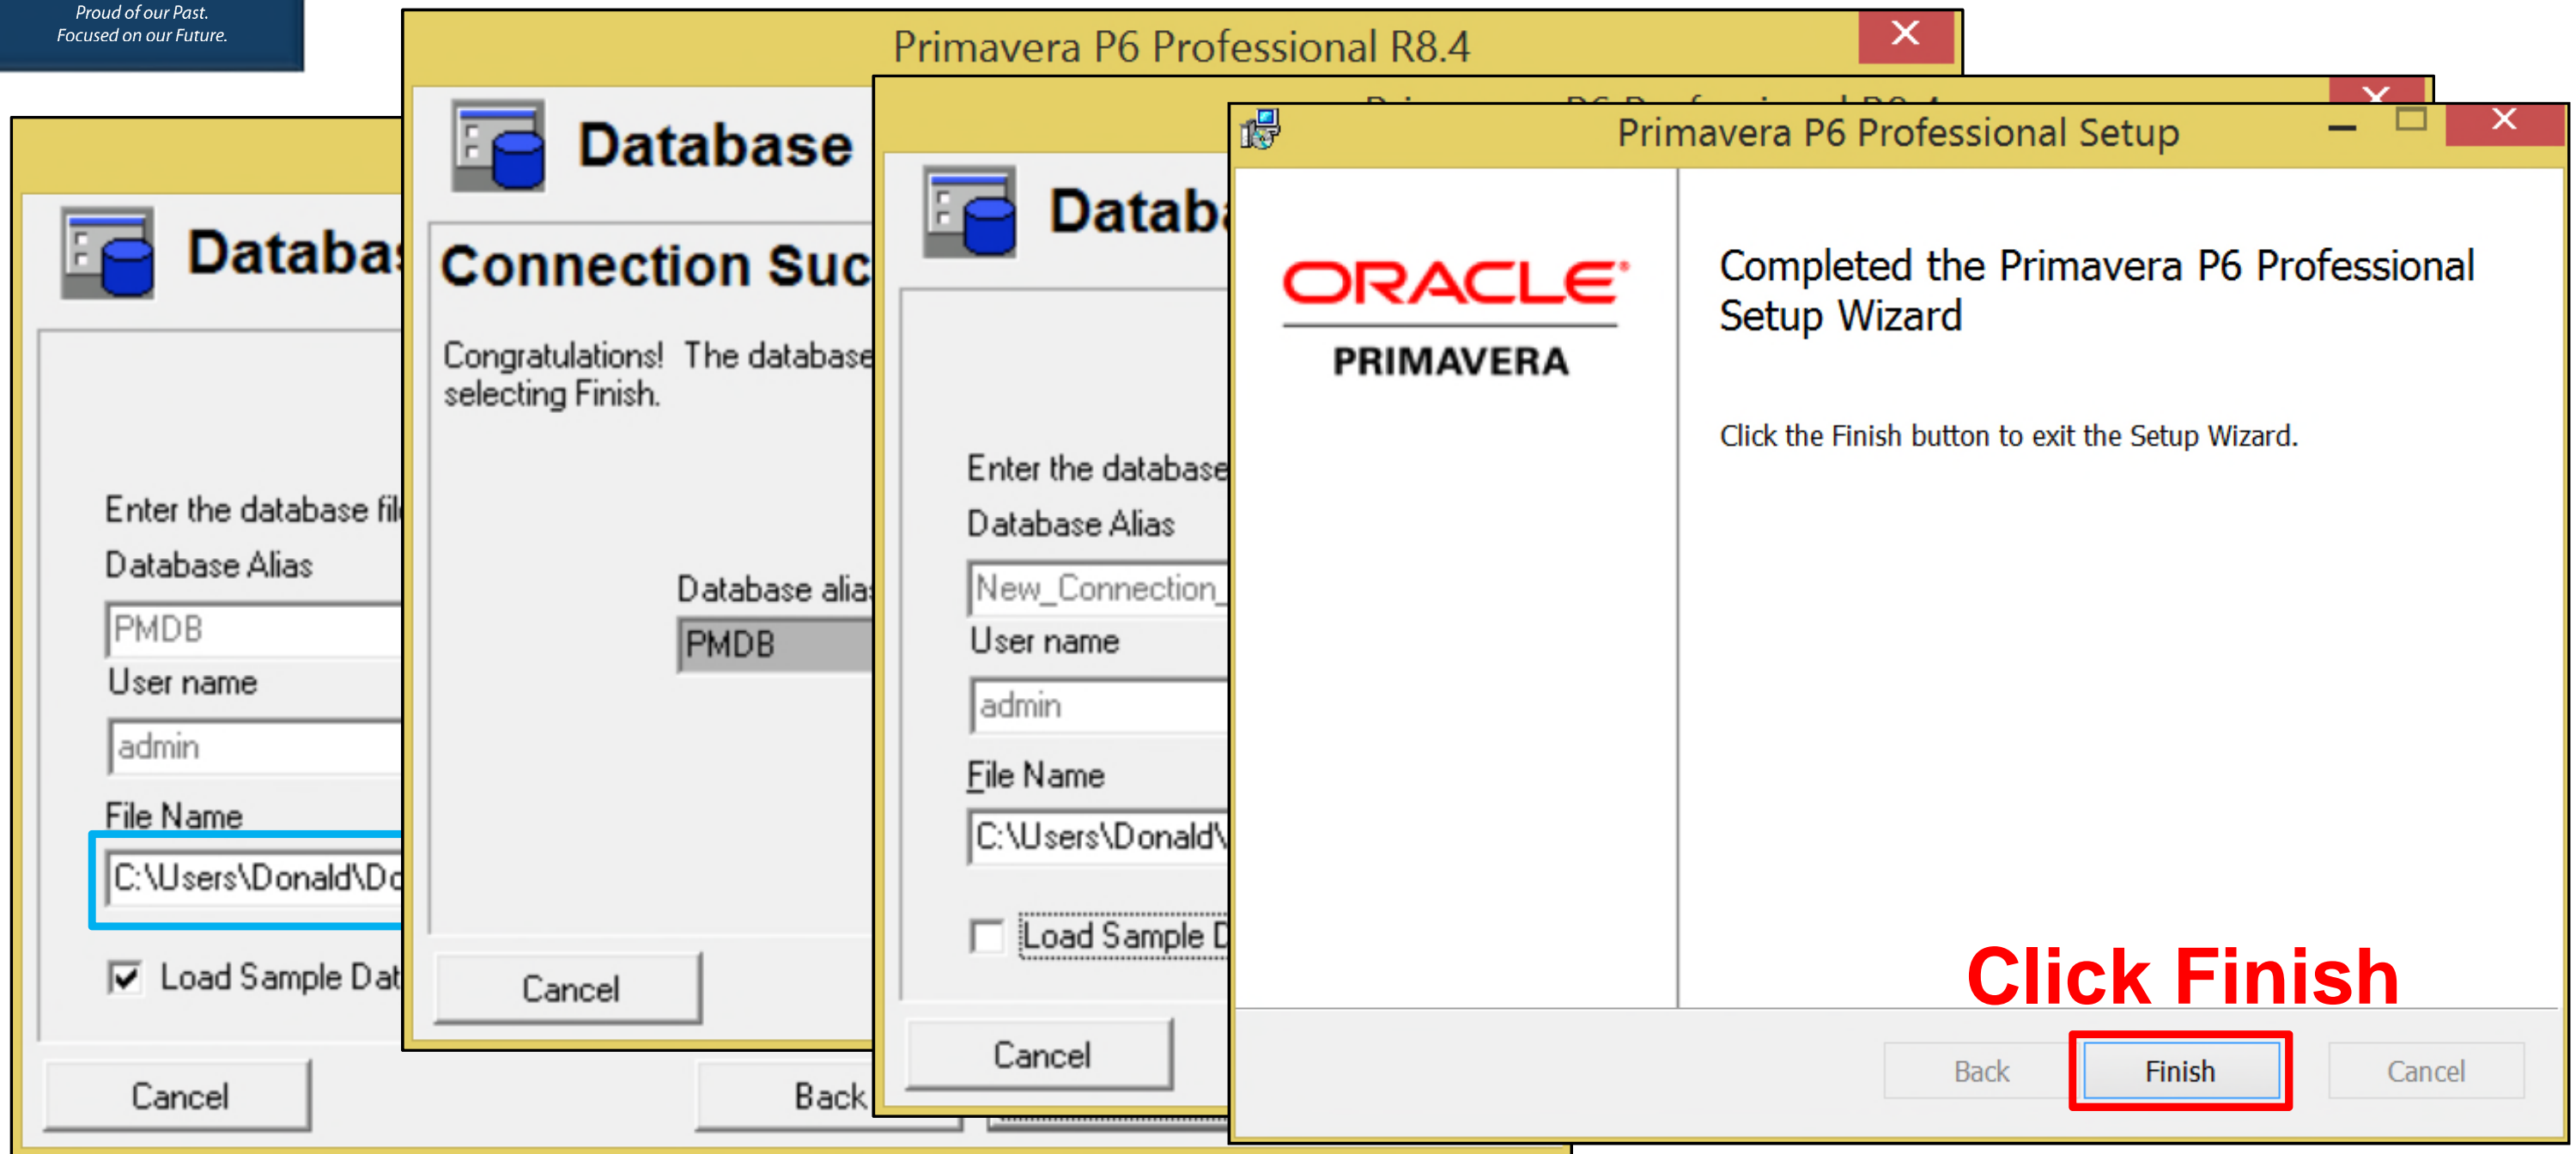 Proud of our Past.
Focused on our Future.
Databa
Enter the database
Database Alias
PMDB
User name
admin
File Name
C:\Users\Donald\
Load Sample Dat
Cancel
Back
Primavera P6 Professional R8.4
Database
Connection Suc
Congratulations! The database
selecting Finish.
Database alia
PMDB
Cancel
Datab
Enter the database
Database Alias
New_Connection_
User name
admin
File Name
C:\Users\Donald\
Load Sample
Cancel
Primavera P6 Professional Setup
ORACLE
PRIMAVERA
Completed the Primavera P6 Professional
Setup Wizard
Click the Finish button to exit the Setup Wizard.
Click Finish
Back
Finish
Cancel